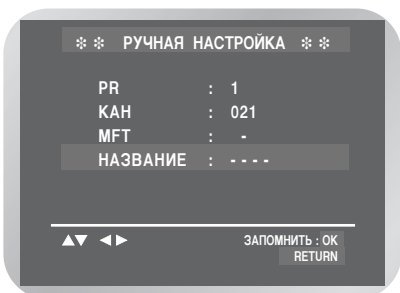 ❇❇ РУЧНАЯ НАСТРОЙКА ❇❇
PR : 1
КАН : 021
MFT : -
НАЗВАНИЕ : - - - -
▲▼ ◀▶ ЗАПОМНИТЬ : OK
RETURN